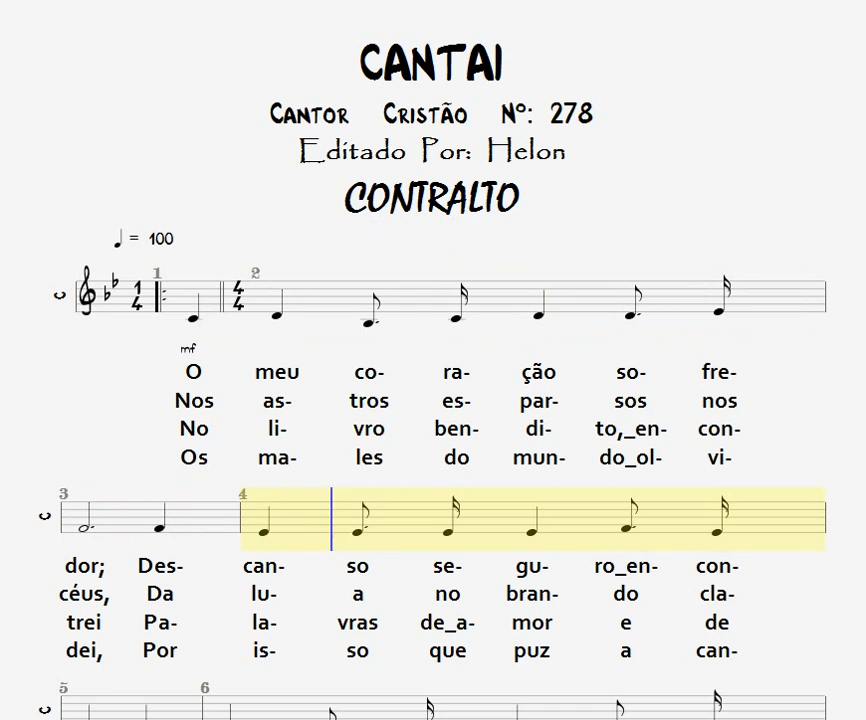 CANTAI
Cantor Cristão Nº: 278
Editado Por: Helon
CONTRALTO
= 100
1 2
1 4 4 4
mf
O meu co- ra- ção so- fre-
Nos as- tros es- par- sos nos
No li- vro ben- di- to,_en- con-
Os ma- les do mun- do_ol- vi-
3 4
dor; Des- can- so se- gu- ro_en- con-
céus, Da lu- a no bran- do cla-
trei Pa- la- vras de_a- mor e de
dei, Por is- so que puz a can-
5 6